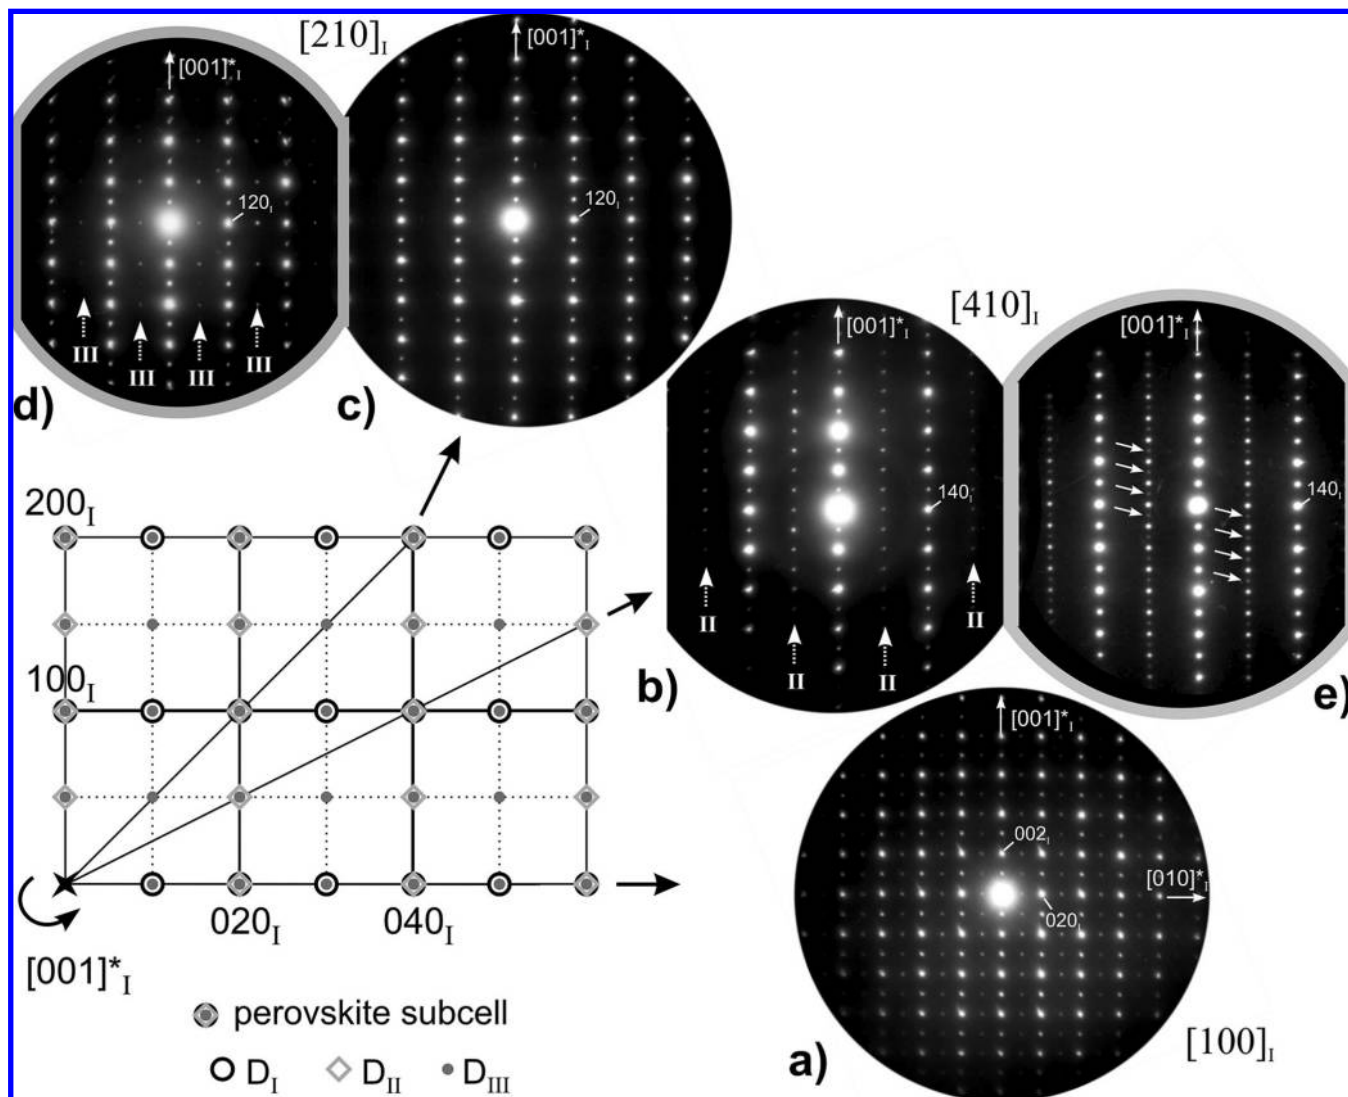 [210]I
[001]*I
120I
III
III
III
III
d)
[001]*I
120I
c)
[410]I
[001]*I
140I
II
II
II
II
b)
[001]*I
140I
e)
200I
100I
020I
040I
[001]*I
perovskite subcell
DI
DII
DIII
[001]*I
002I
[010]*I
020I
a)
[100]I